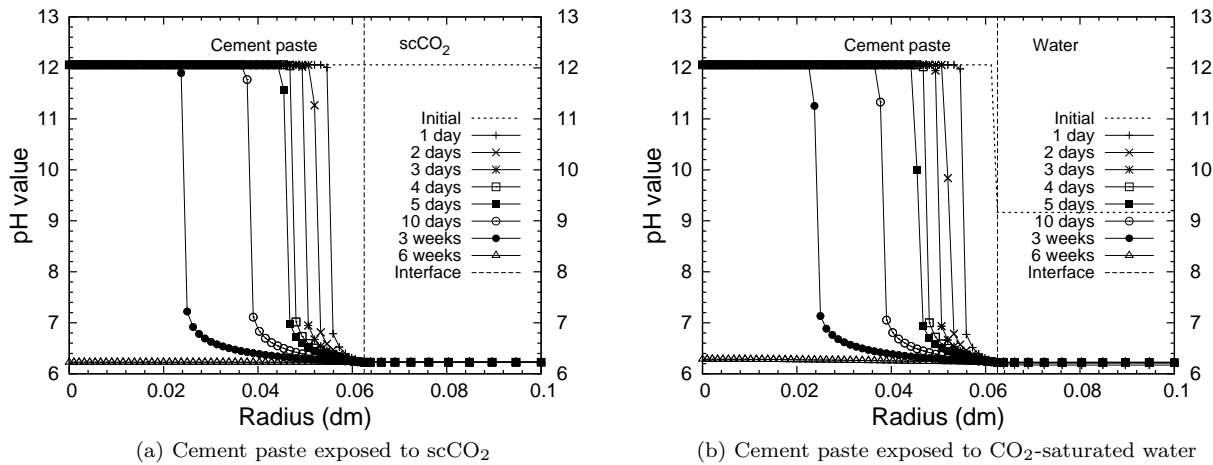 13
12
11
10
9
8
7
6
pH value
Cement paste
scCO2
Initial
1 day
2 days
3 days
4 days
5 days
10 days
3 weeks
6 weeks
Interface
13
12
11
10
9
8
7
6
0 0.02 0.04 0.06 0.08 0.1
Radius (dm)
(a) Cement paste exposed to scCO2
13
12
11
10
9
8
7
6
pH value
Cement paste
Water
Initial
1 day
2 days
3 days
4 days
5 days
10 days
3 weeks
6 weeks
Interface
13
12
11
10
9
8
7
6
0 0.02 0.04 0.06 0.08 0.1
Radius (dm)
(b) Cement paste exposed to CO2-saturated water